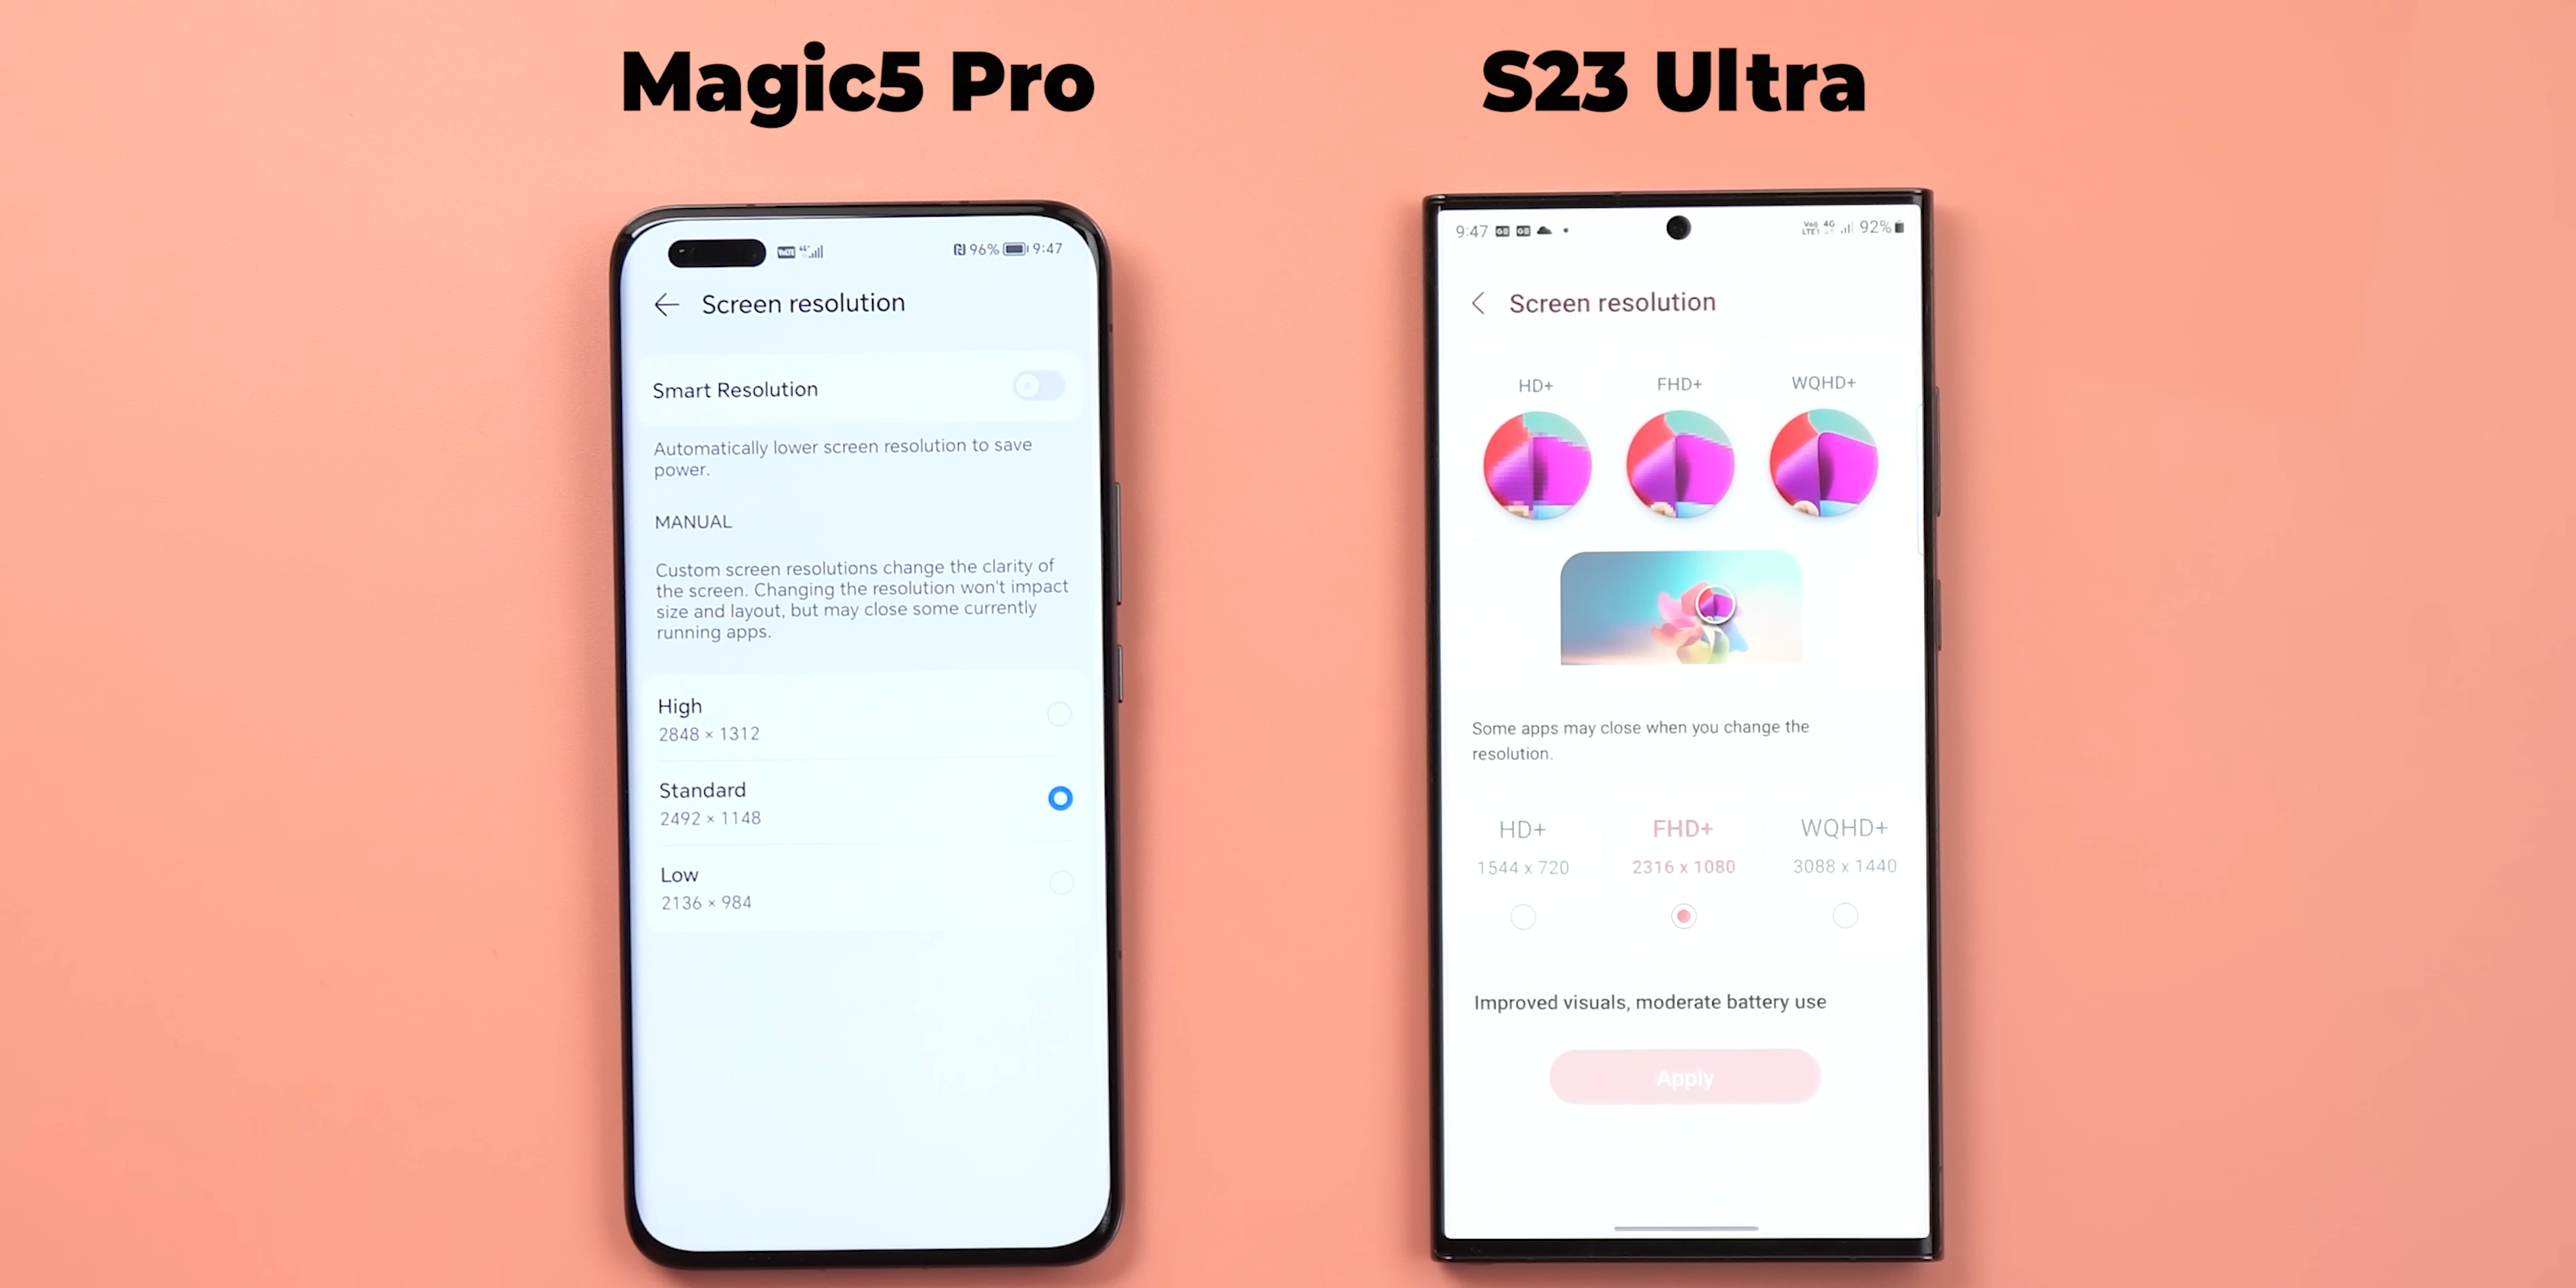 Magic5 Pro
96% 9:47
Screen resolution
Smart Resolution
Automatically lower screen resolution to save
power.
MANUAL
Custom screen resolutions change the clarity of
the screen. Changing the resolution won't impact
size and layout, but may close some currently
running apps.
High
2848 × 1312
Standard
2492 × 1148
Low
2136 × 984
S23 Ultra
9:47 4G 92%
Screen resolution
HD+ FHD+ WQHD+
Some apps may close when you change the
resolution.
HD+ FHD+ WQHD+
1544 x 720 2316 x 1080 3088 x 1440
Improved visuals, moderate battery use
Apply